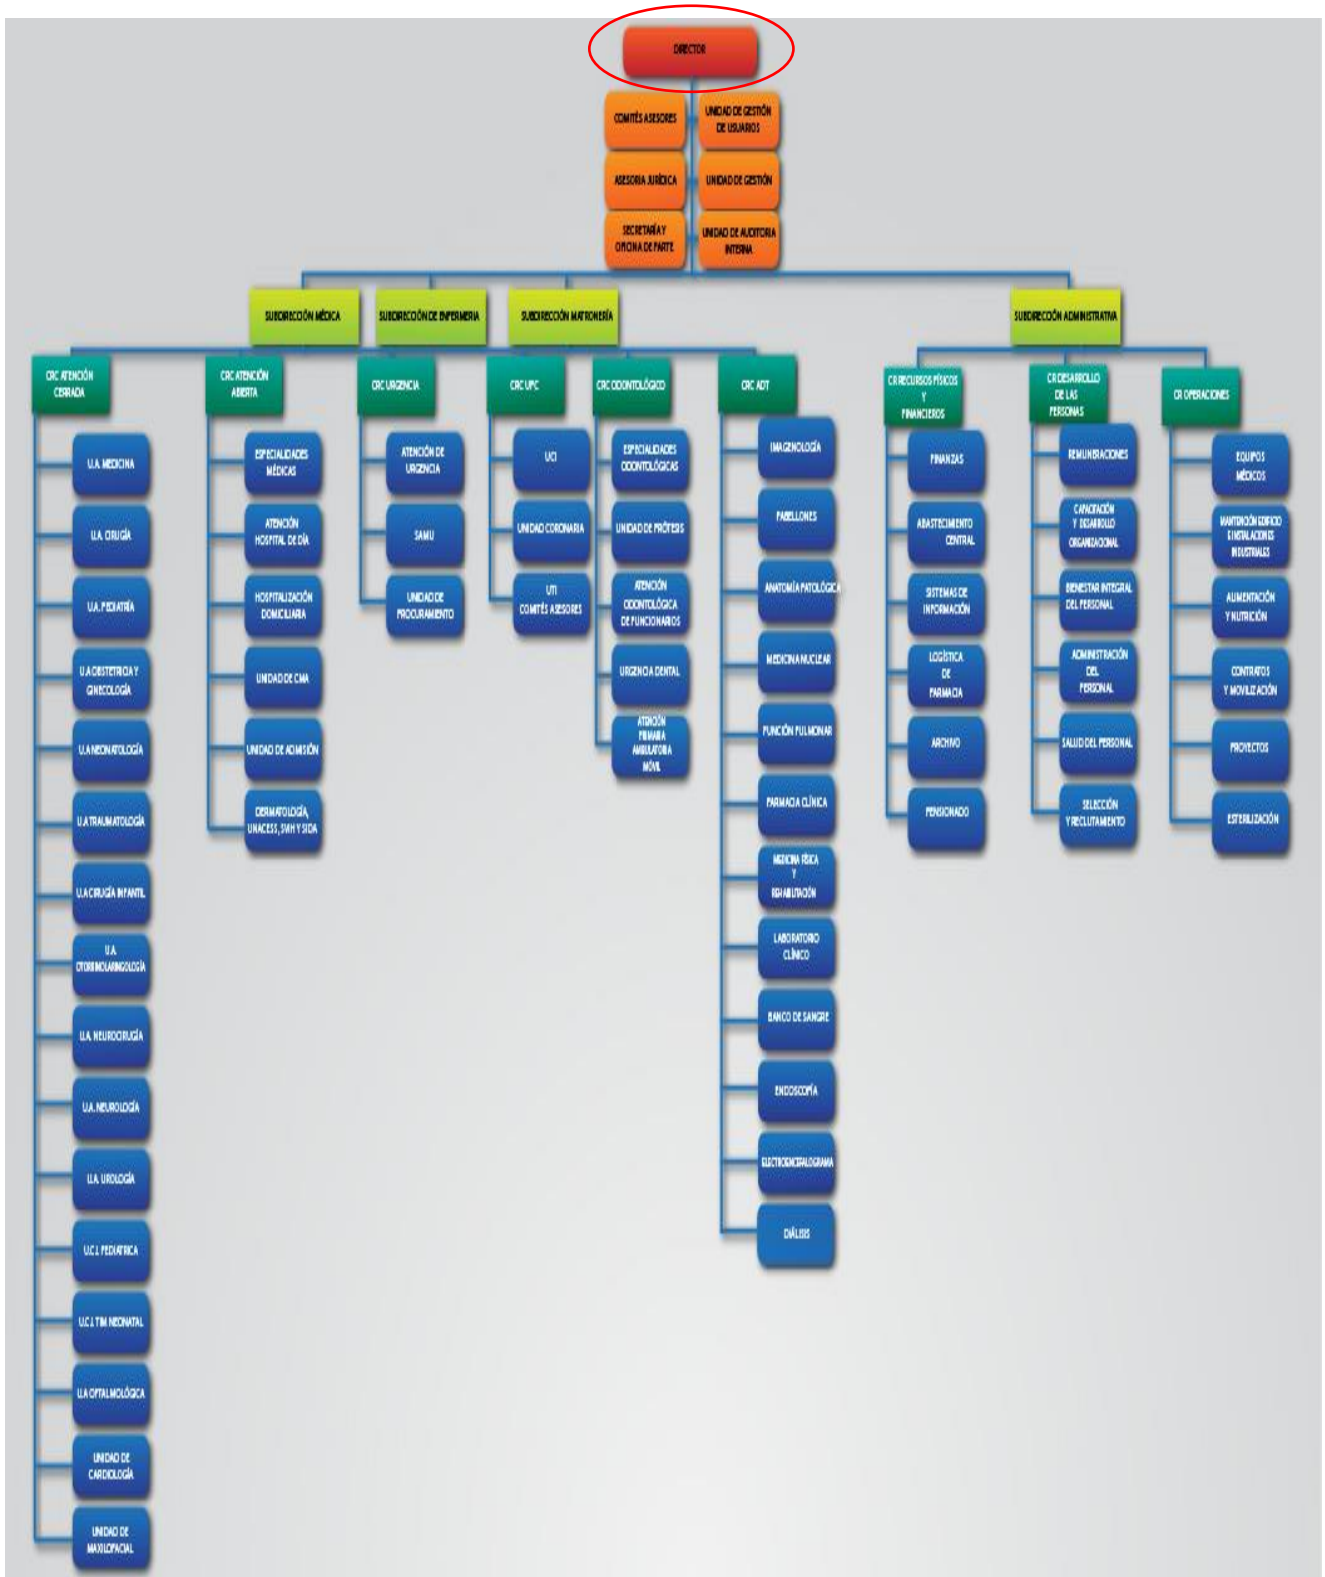 DIRECTOR
COMITÉS ASESORES
UNIDAD DE GESTIÓN
DE USUARIOS
ASESORIA JURÍDICA
UNIDAD DE GESTIÓN
SECRETARÍA Y
OFICINA DE PARTE
UNIDAD DE AUDITORIA
INTERNA
SUBDIRECCIÓN MÉDICA
SUBDIRECCIÓN DE ENFERMERIA
SUBDIRECCIÓN MATRONERÍA
SUBDIRECCIÓN ADMINISTRATIVA
CRC ATENCIÓN
CERRADA
U.A. MEDICINA
U.A. CIRUGÍA
U.A. PEDIATRÍA
U.A OBSTETRICIA Y
GINECOLOGÍA
U.A NEONATOLOGÍA
U.A TRAUMATOLOGÍA
U.A CIRUGÍA INFANTIL
U.A.
OTORRINOLARINGOLOGÍA
U.A. NEUROCIRUGÍA
U.A. NEUROLOGÍA
U.A. UROLOGÍA
U.C.I. PEDIATRICA
U.C.I. TIM NEONATAL
U.A OFTALMOLÓGICA
UNIDAD DE
CARDIOLOGÍA
UNIDAD DE
MAXILOFACIAL
CRC ATENCIÓN
ABIERTA
ESPECIALIDADES
MÉDICAS
ATENCIÓN
HOSPITAL DE DÍA
HOSPITALIZACIÓN
DOMICILIARIA
UNIDAD DE CMA
UNIDAD DE ADMISIÓN
DERMATOLOGÍA,
UNACESS, SMH Y SIDA
CRC URGENCIA
ATENCIÓN DE
URGENCIA
SAMU
UNIDAD DE
PROCURAMIENTO
CRC UPC
UCI
UNIDAD CORONARIA
UTI
COMITÉS ASESORES
CRC ODONTOLÓGICO
ESPECIALIDADES
ODONTOLÓGICAS
UNIDAD DE PRÓTESIS
ATENCIÓN
ODONTOLÓGICA
DE FUNCIONARIOS
URGENCIA DENTAL
ATENCIÓN
PRIMARIA
AMBULATORIA
MÓVIL
CRC ADT
IMAGENOLOGÍA
PABELLONES
ANATOMÍA PATOLÓGICA
MEDICINA NUCLEAR
FUNCIÓN PULMONAR
FARMACIA CLÍNICA
MEDICINA FÍSICA
Y
REHABILITACIÓN
LABORATORIO
CLÍNICO
BANCO DE SANGRE
ENDOSCOPÍA
ELECTROENCEFALOGRAMA
DIÁLISIS
CR RECURSOS FÍSICOS
Y
FINANCIEROS
FINANZAS
ABASTECIMIENTO
CENTRAL
SISTEMAS DE
INFORMACIÓN
LOGÍSTICA
DE
FARMACIA
ARCHIVO
PENSIONADO
CR DESARROLLO
DE LAS
PERSONAS
REMUNERACIONES
CAPACITACIÓN
Y DESARROLLO
ORGANIZACIONAL
BIENESTAR INTEGRAL
DEL PERSONAL
ADMINISTRACIÓN
DEL
PERSONAL
SALUD DEL PERSONAL
SELECCIÓN
Y RECLUTAMIENTO
CR OPERACIONES
EQUIPOS
MÉDICOS
MANTENCIÓN EDIFICIO
E INSTALACIONES
INDUSTRIALES
ALIMENTACIÓN
Y NUTRICIÓN
CONTRATOS
Y MOVILIZACIÓN
PROYECTOS
ESTERILIZACIÓN